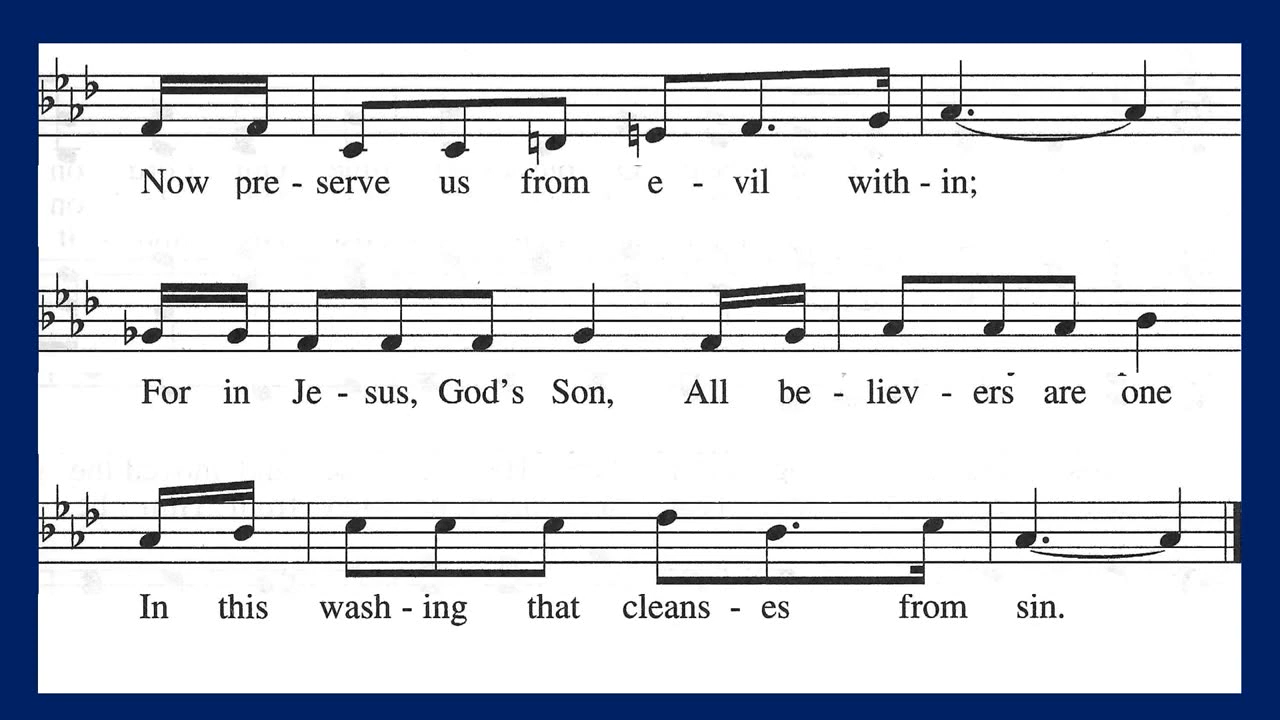 Now pre - serve us from e - vil with - in;
For in Je - sus, God's Son, All be - liev - ers are one
In this wash - ing that cleans - es from sin.